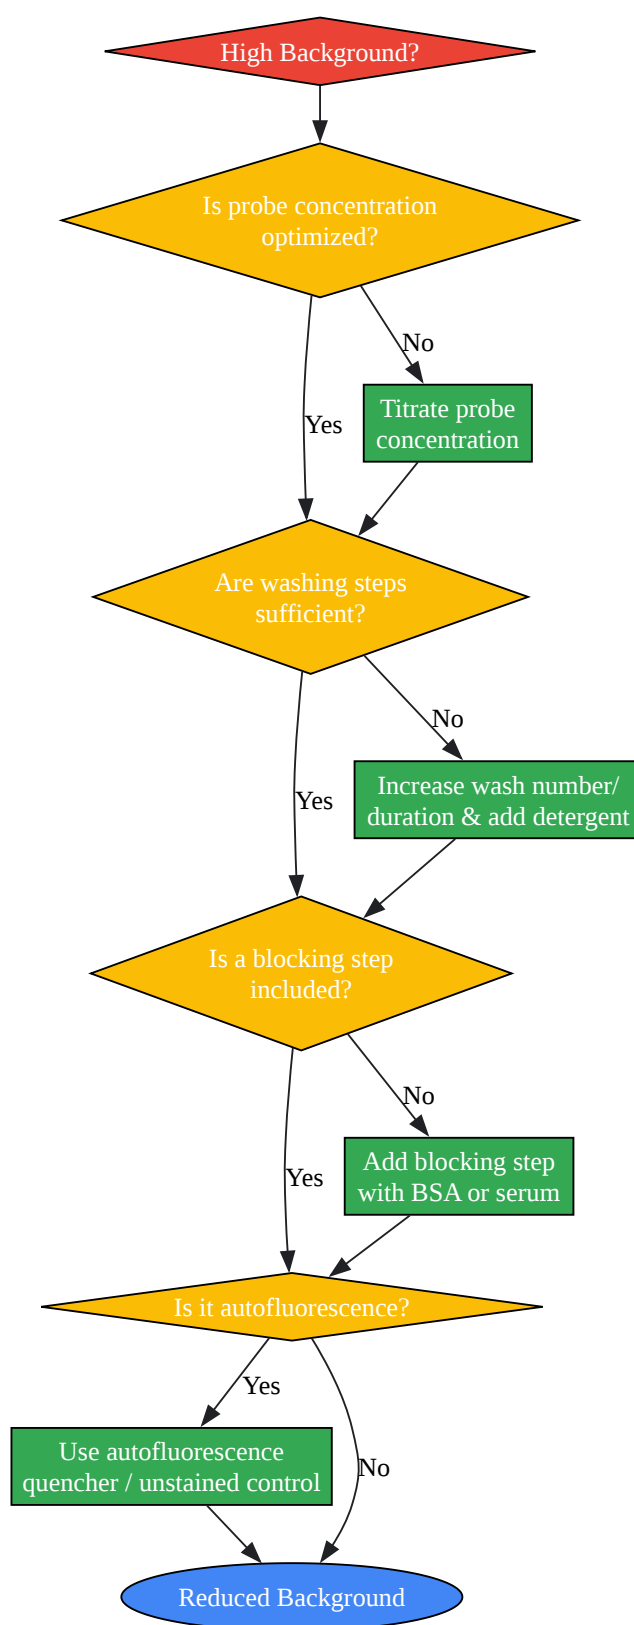 High Background?
Is probe concentration
optimized?
No
Yes
Titrate probe
concentration
Are washing steps
sufficient?
No
Yes
Increase wash number/
duration & add detergent
Is a blocking step
included?
No
Yes
Add blocking step
with BSA or serum
Is it autofluorescence?
Yes
No
Use autofluorescence
quencher / unstained control
Reduced Background